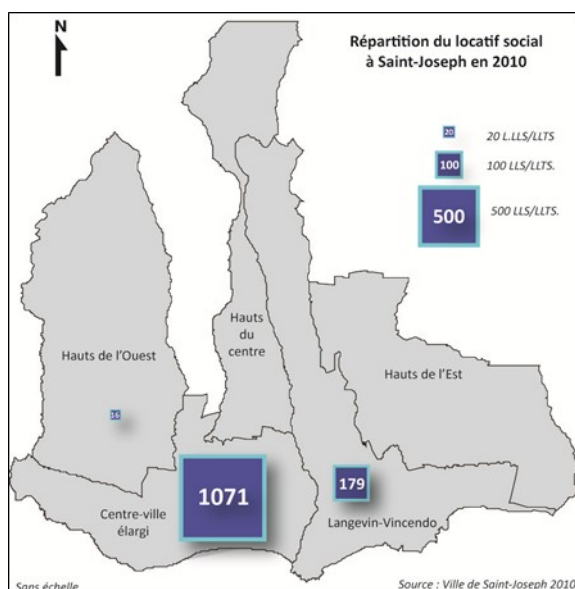 N
Répartition du locatif social
à Saint-Joseph en 2010
20
20 L.LLS/LLTS
100
100 LLS/LLTS.
500
500 LLS/LLTS.
Hauts de l'Ouest
Hauts
du
centre
Hauts de l'Est
16
1071
179
Centre-ville
élargi
Langevin-Vincendo
Sans échelle
Source : Ville de Saint-Joseph 2010